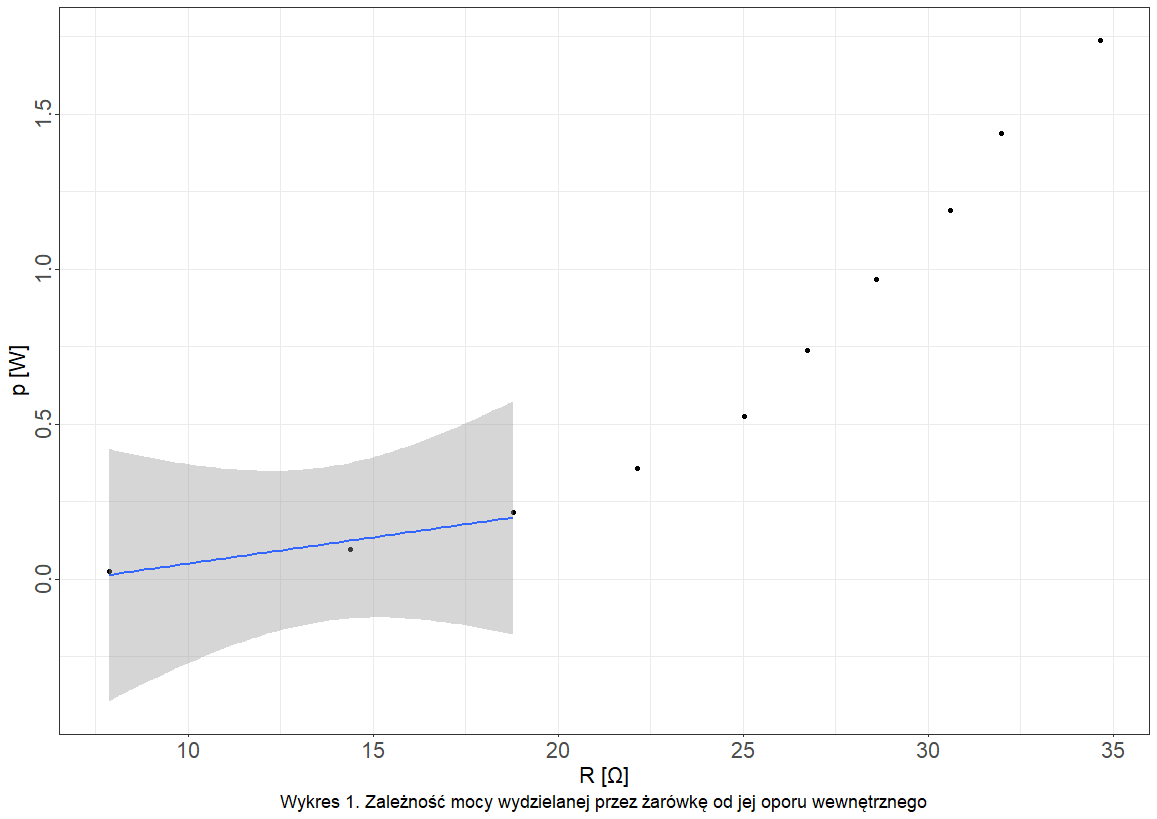 p [W]
1.5
1.0
0.5
0.0
10 15 20 25 30 35
R [Ω]
Wykres 1. Zależność mocy wydzielanej przez żarówkę od jej oporu wewnętrznego